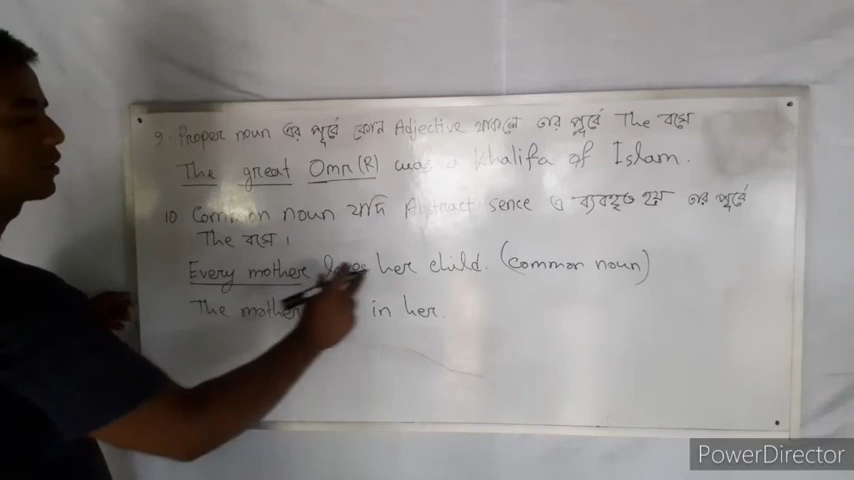 9. Proper noun এর পূর্বে কোন Adjective থাকলে তার পূর্বে The বসে
The great Omr (R) was a Khalifa of Islam.
10. Common noun যদি Abstract sence এ ব্যবহৃত হয় তার পূর্বে
The বসে।
Every mother loves her child. (common noun)
The mother in her.
PowerDirector